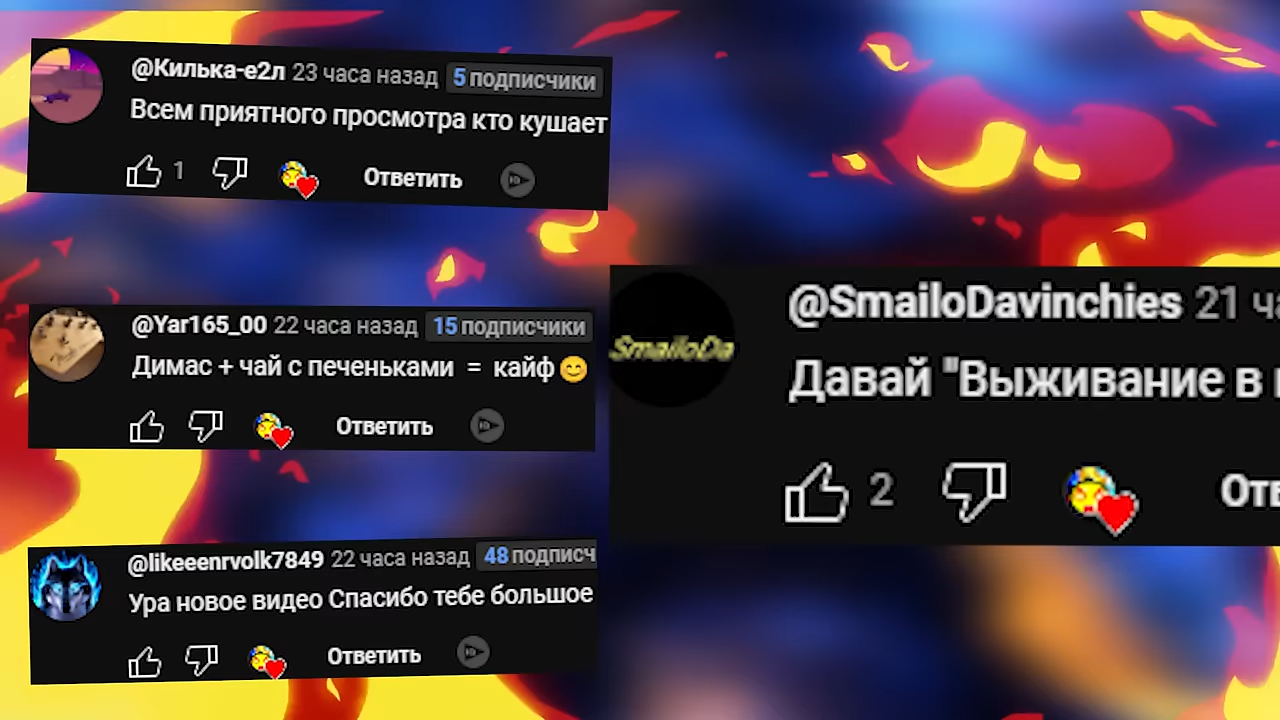 @Килька-е2л 23 часа назад 5 подписчики
Всем приятного просмотра кто кушает
1
Ответить
@Yar165_00 22 часа назад 15 подписчики
Димас + чай с печеньками = кайф😊
Ответить
@likeeenrvolk7849 22 часа назад 48 подписч
Ура новое видео Спасибо тебе большое
Ответить
SmailoDa
@SmailoDavinchies 21 ча
Давай "Выживание в
2
Отв